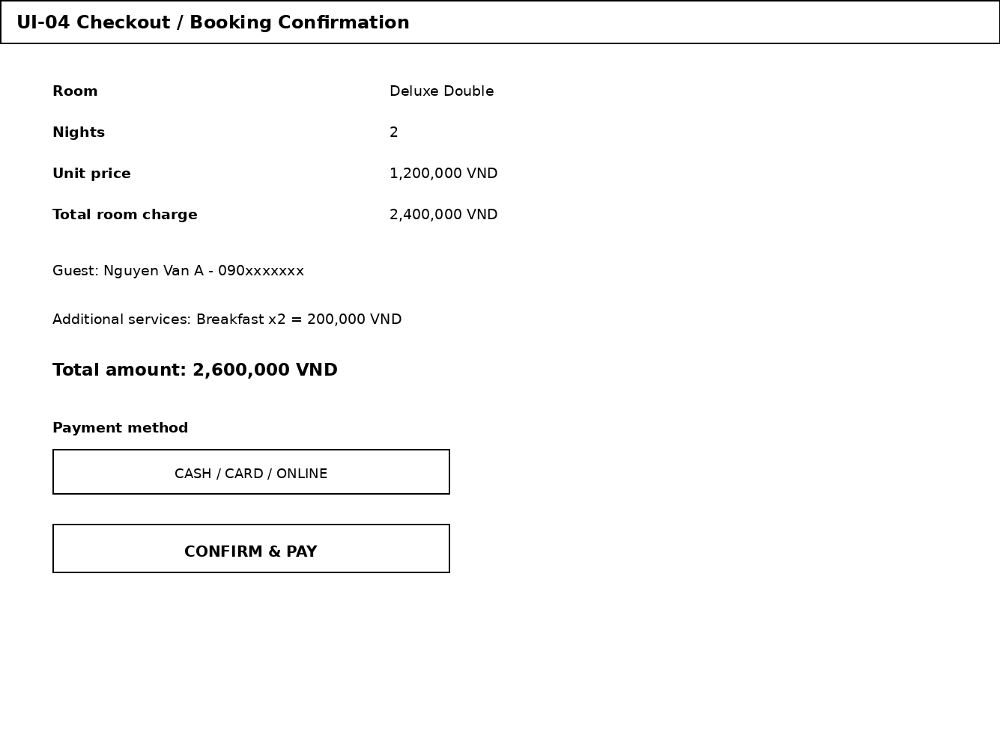 UI-04 Checkout / Booking Confirmation
Room Deluxe Double
Nights 2
Unit price 1,200,000 VND
Total room charge 2,400,000 VND
Guest: Nguyen Van A - 090xxxxxxx
Additional services: Breakfast x2 = 200,000 VND
Total amount: 2,600,000 VND
Payment method
CASH / CARD / ONLINE
CONFIRM & PAY